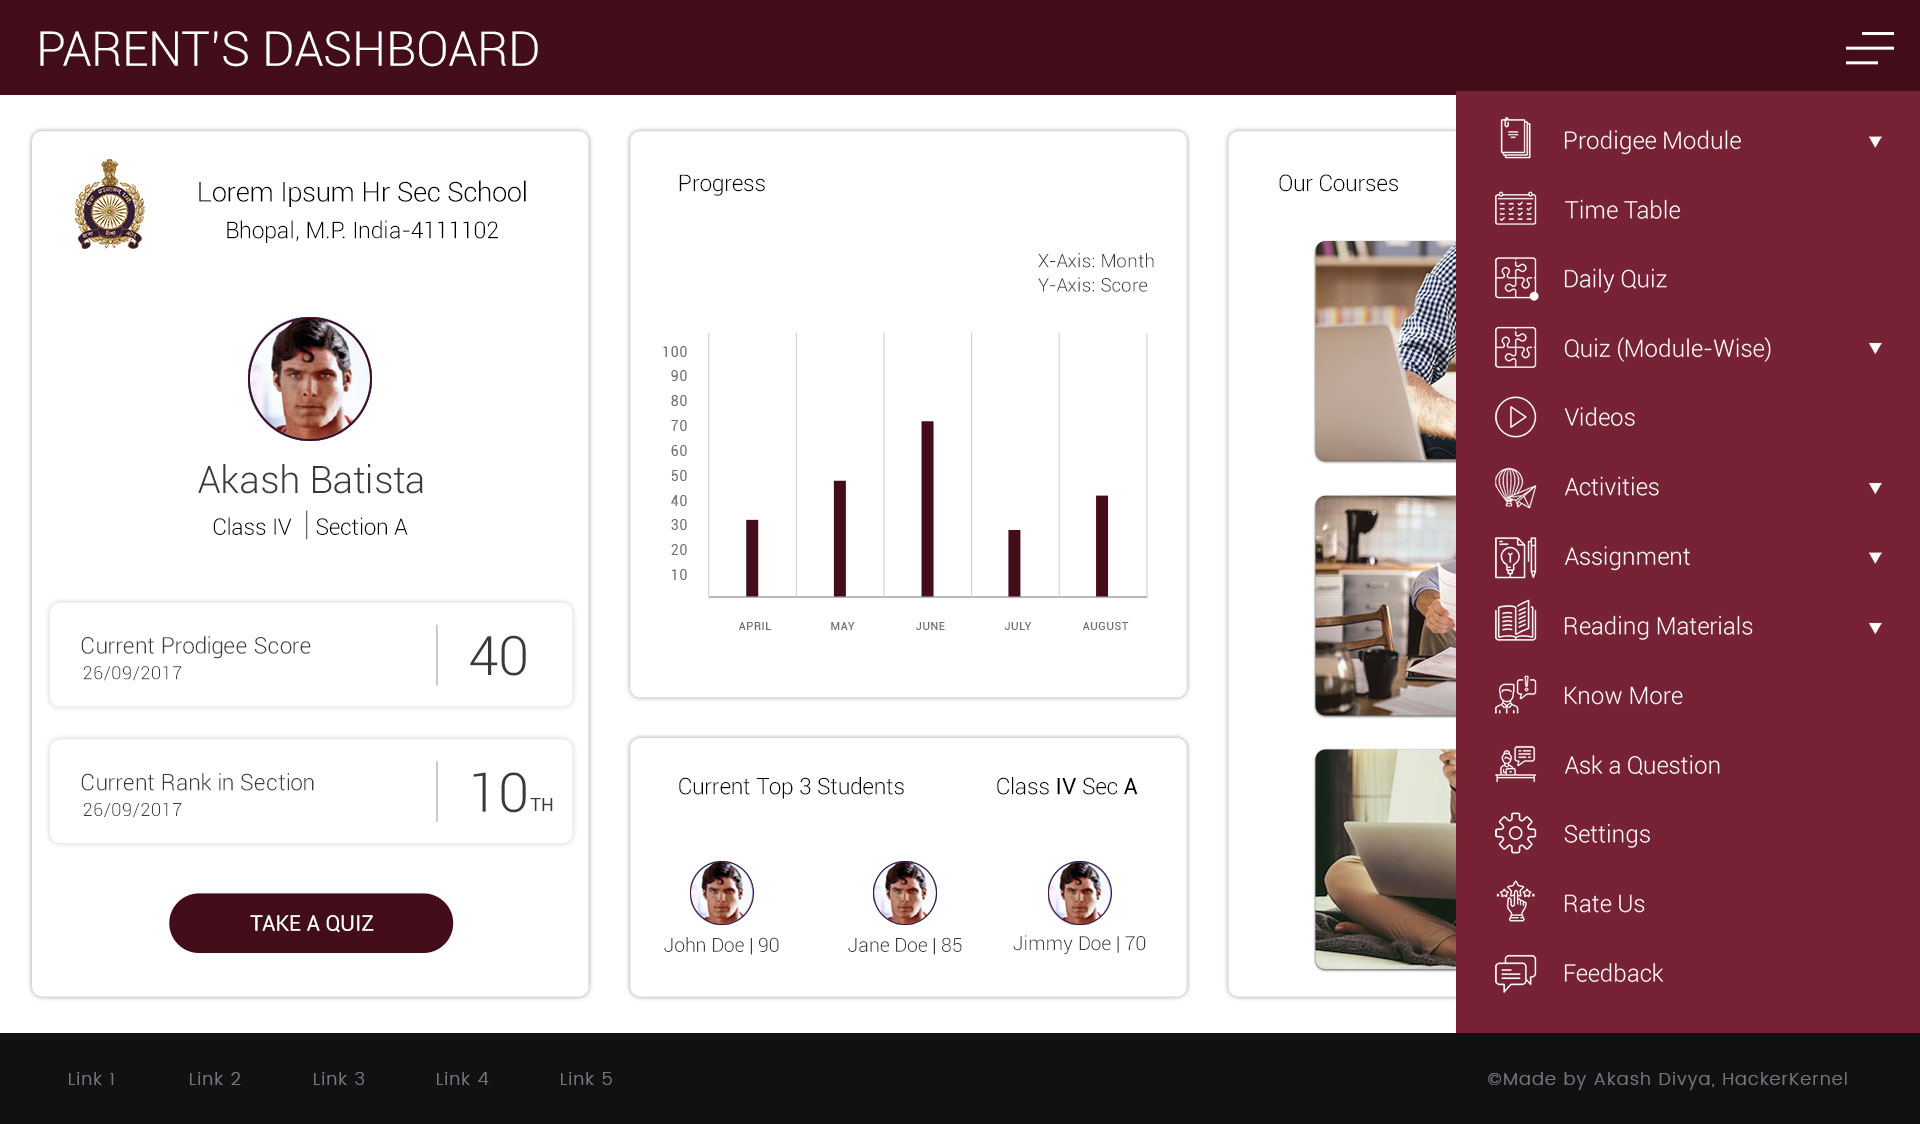 PARENT'S DASHBOARD
Lorem Ipsum Hr Sec School
Bhopal, M.P. India-4111102
Akash Batista
Class IV | Section A
Current Prodigee Score
26/09/2017
40
Current Rank in Section
26/09/2017
10TH
TAKE A QUIZ
Progress
X-Axis: Month
Y-Axis: Score
100
90
80
70
60
50
40
30
20
10
APRIL MAY JUNE JULY AUGUST
Current Top 3 Students Class IV Sec A
John Doe | 90 Jane Doe | 85 Jimmy Doe | 70
Our Courses
Prodigee Module
Time Table
Daily Quiz
Quiz (Module-Wise)
Videos
Activities
Assignment
Reading Materials
Know More
Ask a Question
Settings
Rate Us
Feedback
Link 1 Link 2 Link 3 Link 4 Link 5
©Made by Akash Divya, HackerKernel